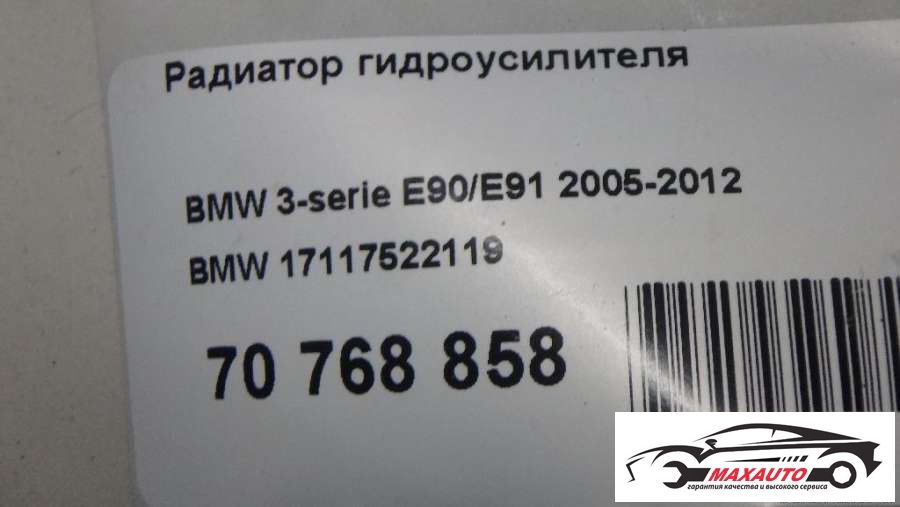 Радиатор гидроусилителя
BMW 3-serie E90/E91 2005-2012
BMW 17117522119
70 768 858
MAXAUTO
гарантия качества и высокого сервиса